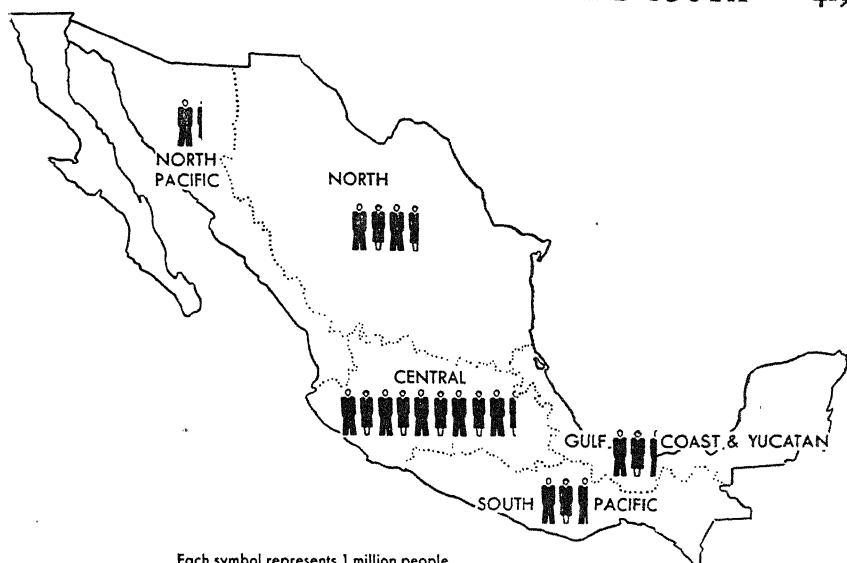 NORTH
PACIFIC
NORTH
CENTRAL
GULF COAST & YUCATAN
SOUTH PACIFIC
Each symbol represents 1 million people